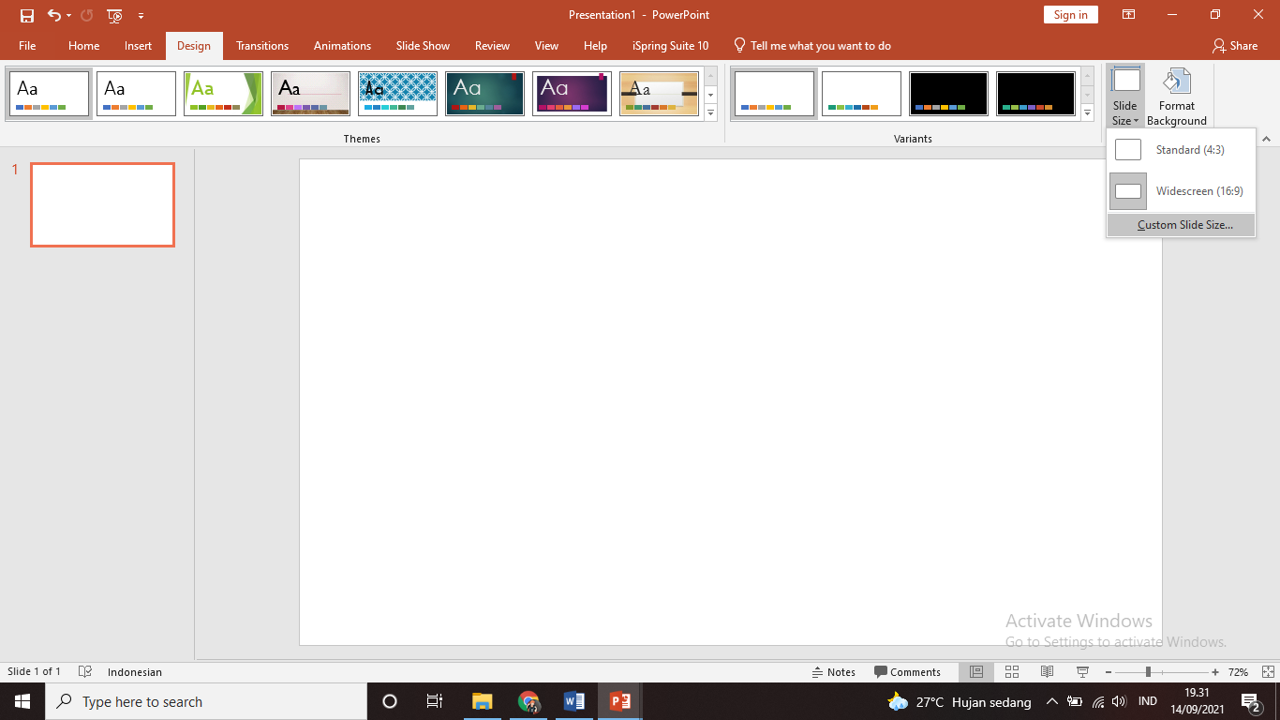 Presentation1 - PowerPoint
Sign in
File Home Insert Design Transitions Animations Slide Show Review View Help iSpring Suite 10 Tell me what you want to do Share
Aa Aa Aa Aa Aa Aa Aa Aa
Slide Size
Format Background
Themes
Variants
Standard (4:3)
Widescreen (16:9)
Custom Slide Size...
1
Activate Windows
Go to Settings to activate Windows.
Slide 1 of 1 Indonesian Notes Comments 72%
Type here to search
27°C Hujan sedang
IND
19.31
14/09/2021
2